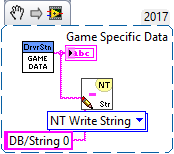 2017
Game Specific Data
DrvrStn
GAME
DATA
abc
NT
Str
NT Write String
DB/String 0